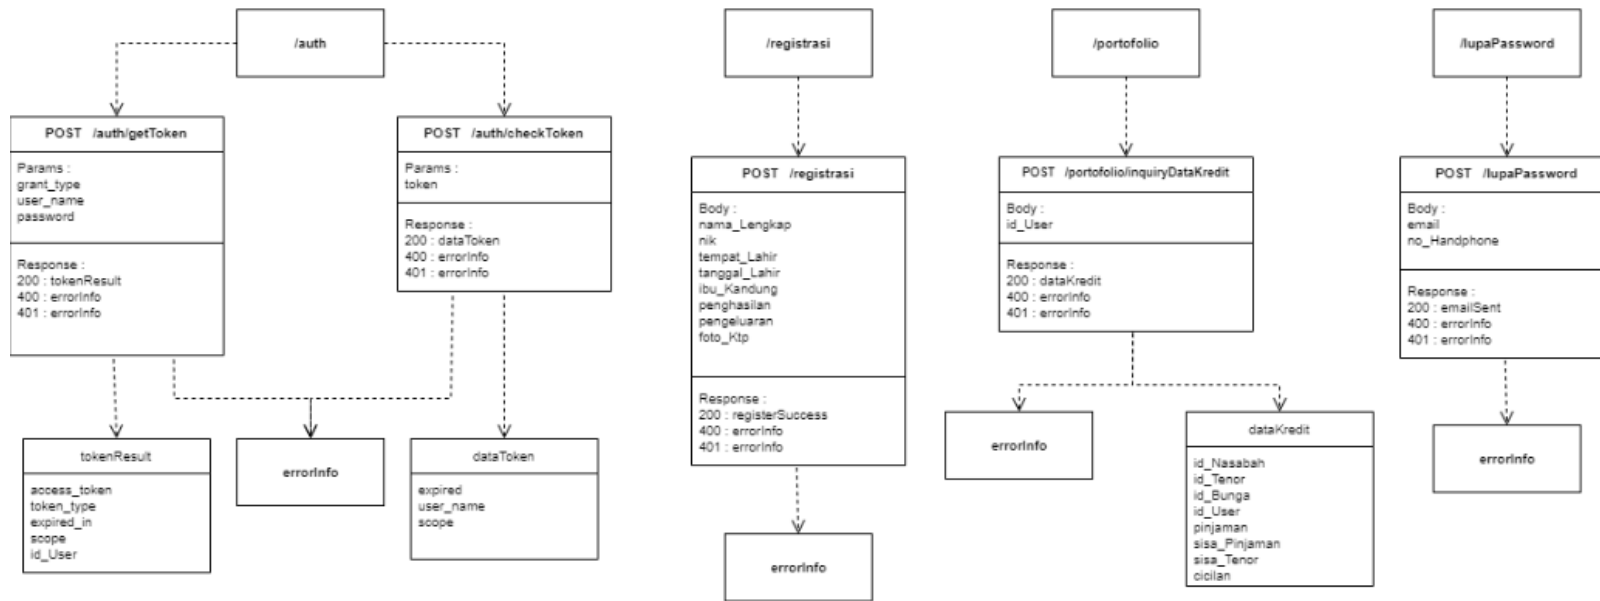 /auth
POST /auth/getToken
Params :
grant_type
user_name
password
Response :
200 : tokenResult
400 : errorInfo
401 : errorInfo
POST /auth/checkToken
Params :
token
Response :
200 : dataToken
400 : errorInfo
401 : errorInfo
tokenResult
access_token
token_type
expired_in
scope
id_User
errorInfo
dataToken
expired
user_name
scope
/registrasi
POST /registrasi
Body :
nama_Lengkap
nik
tempat_Lahir
tanggal_Lahir
ibu_Kandung
penghasilan
pengeluaran
foto_Ktp
Response :
200 : registerSuccess
400 : errorInfo
401 : errorInfo
errorInfo
/portofolio
POST /portofolio/inquiryDataKredit
Body :
id_User
Response :
200 : dataKredit
400 : errorInfo
401 : errorInfo
errorInfo
dataKredit
id_Nasabah
id_Tenor
id_Bunga
id_User
pinjaman
sisa_Pinjaman
sisa_Tenor
cicilan
/lupaPassword
POST /lupaPassword
Body :
email
no_Handphone
Response :
200 : emailSent
400 : errorInfo
401 : errorInfo
errorInfo